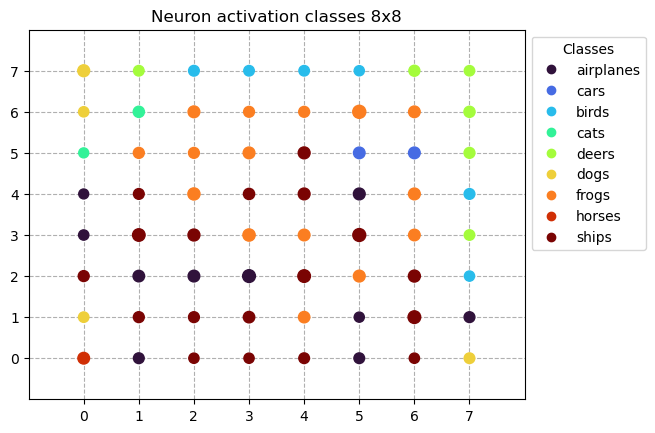 Neuron activation classes 8x8
Classes
airplanes
cars
birds
cats
deers
dogs
frogs
horses
ships
7
6
5
4
3
2
1
0
0 1 2 3 4 5 6 7